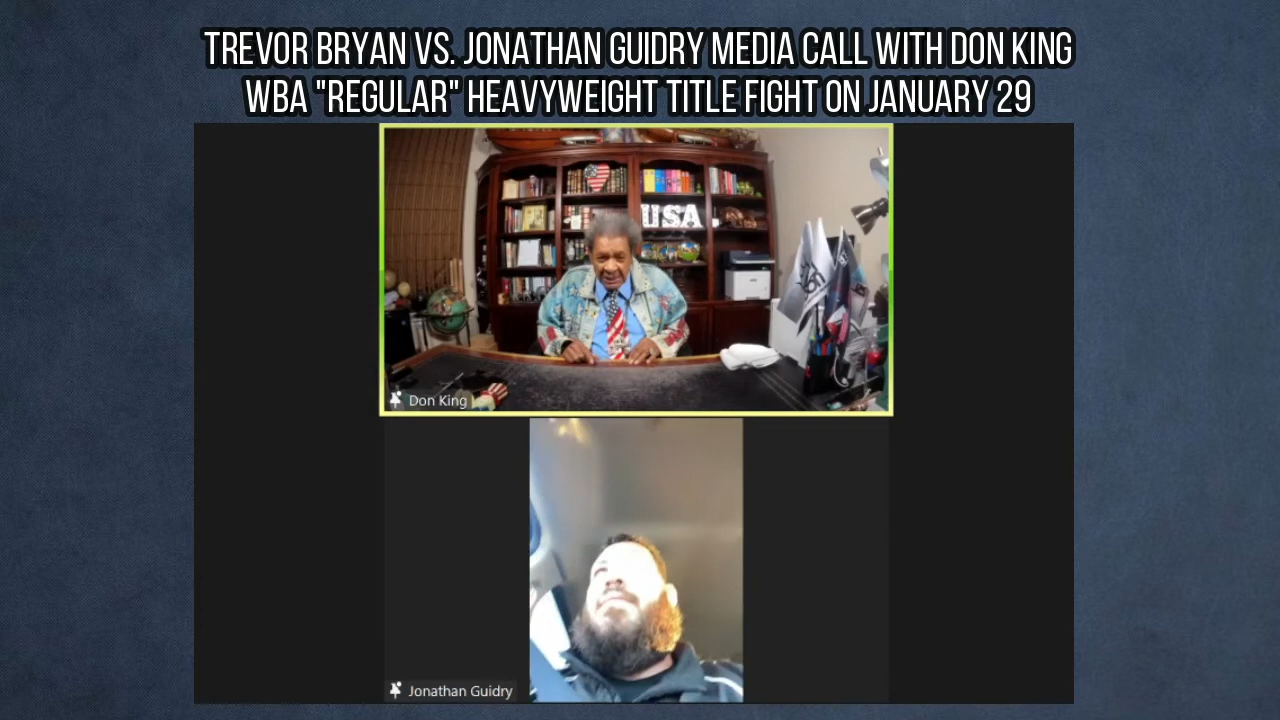 TREVOR BRYAN VS. JONATHAN GUIDRY MEDIA CALL WITH DON KING
WBA "REGULAR" HEAVYWEIGHT TITLE FIGHT ON JANUARY 29
USA
Don King
Jonathan Guidry